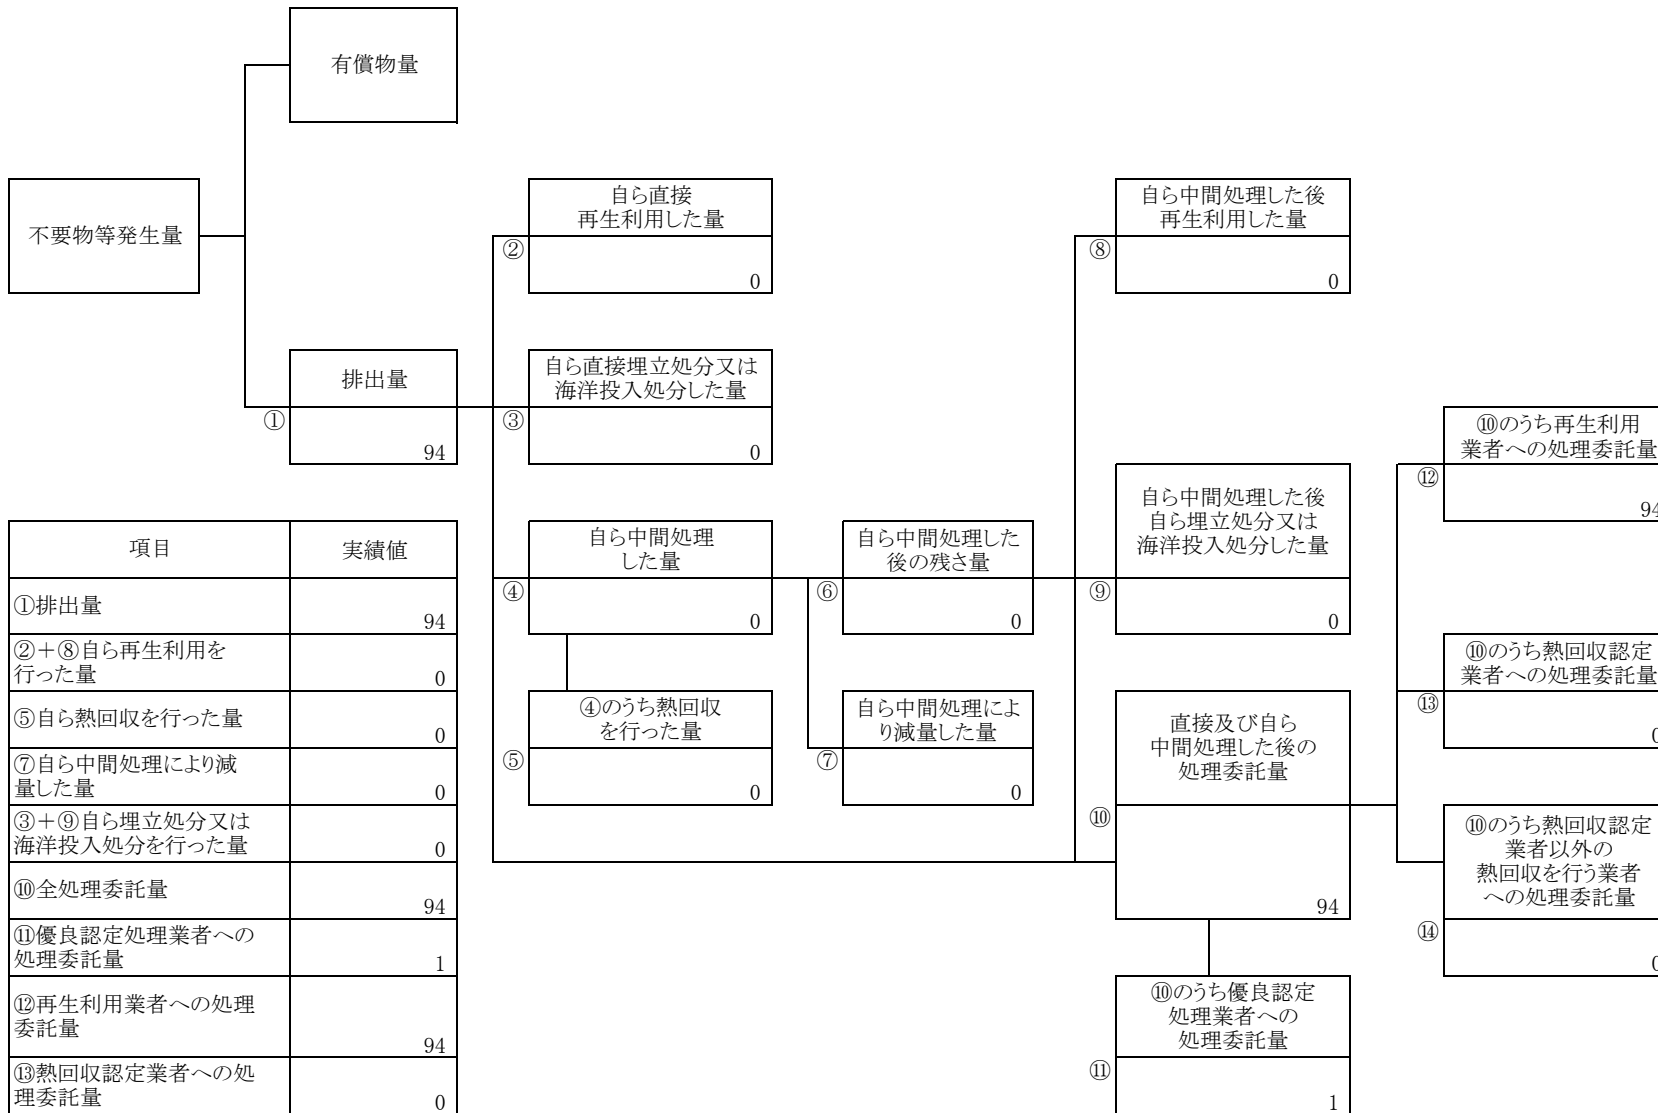 有償物量
不要物等発生量
自ら直接
再生利用した量
②
0
自ら中間処理した後
再生利用した量
⑧
0
排出量
①
94
自ら直接埋立処分又は
海洋投入処分した量
③
0
⑩のうち再生利用
業者への処理委託量
⑫
94
自ら中間処理
した量
④
0
自ら中間処理した
後の残さ量
⑥
0
自ら中間処理した後
自ら埋立処分又は
海洋投入処分した量
⑨
0
⑩のうち熱回収認定
業者への処理委託量
⑬
0
④のうち熱回収
を行った量
⑤
0
自ら中間処理によ
り減量した量
⑦
0
直接及び自ら
中間処理した後の
処理委託量
⑩
94
⑩のうち熱回収認定
業者以外の
熱回収を行う業者
への処理委託量
⑭
0
⑩のうち優良認定
処理業者への
処理委託量
⑪
1
項目 実績値
①排出量 94
②+⑧自ら再生利用を
行った量 0
⑤自ら熱回収を行った量 0
⑦自ら中間処理により減
量した量 0
③+⑨自ら埋立処分又は
海洋投入処分を行った量 0
⑩全処理委託量 94
⑪優良認定処理業者への
処理委託量 1
⑫再生利用業者への処理
委託量 94
⑬熱回収認定業者への処
理委託量 0